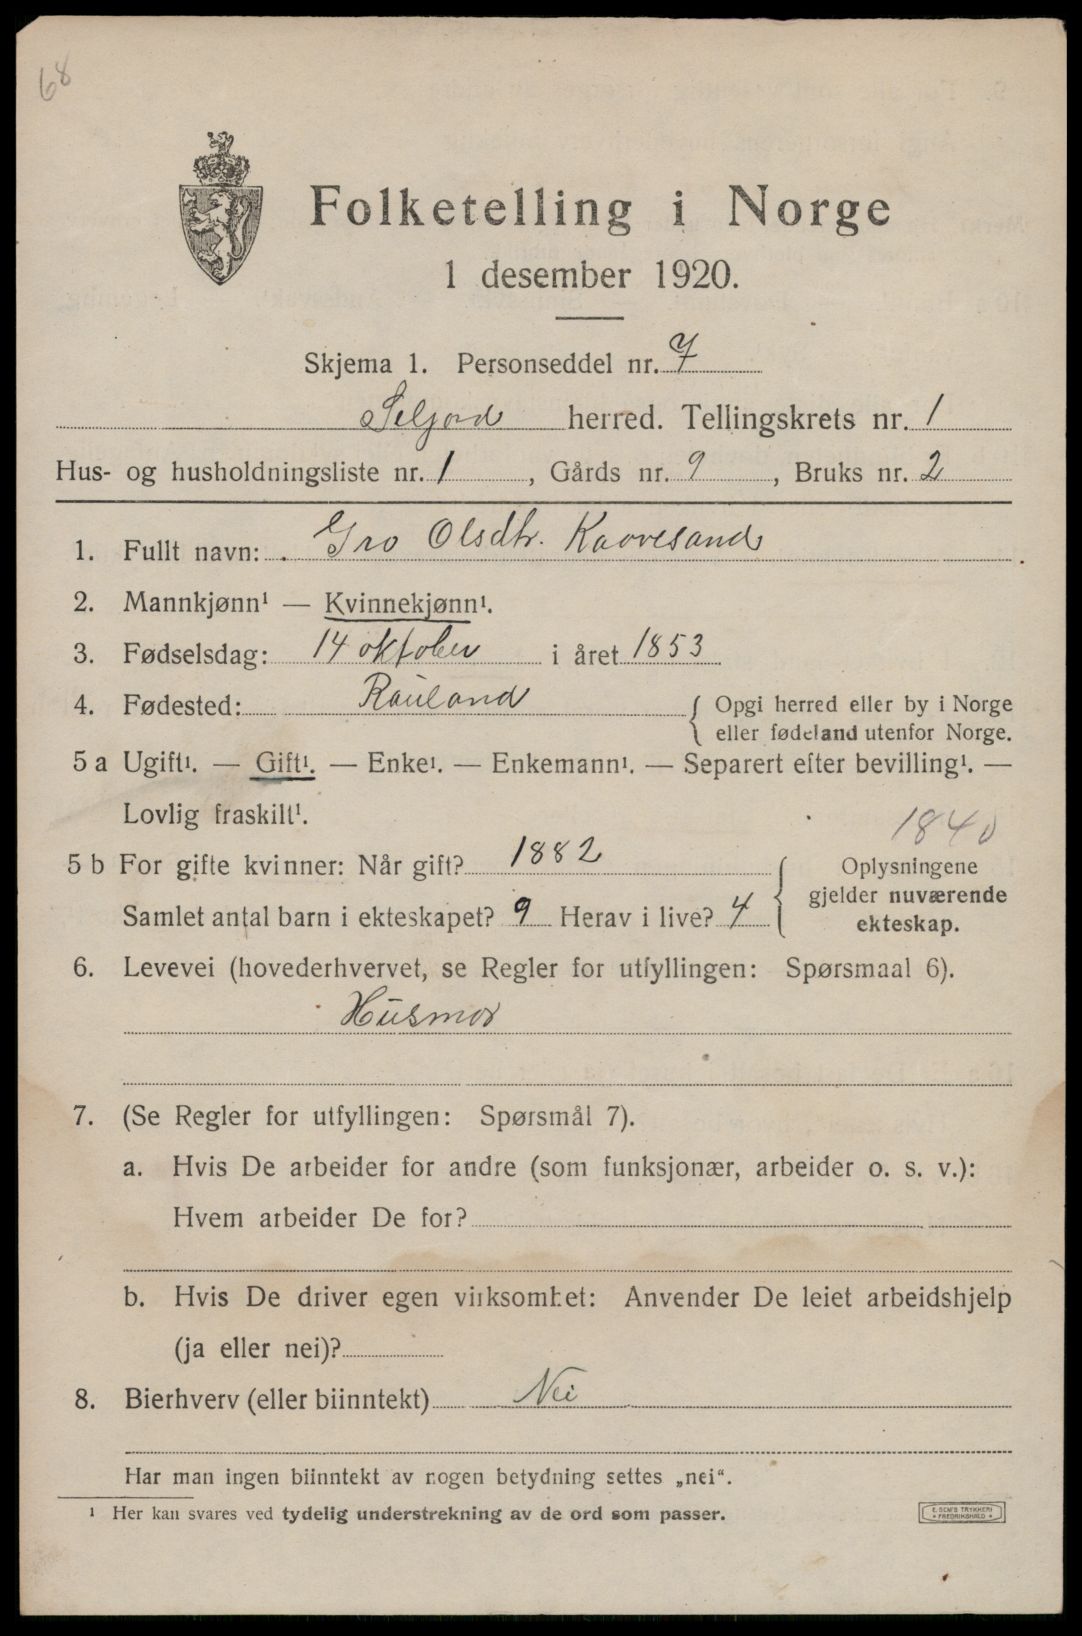 68
Folketelling i Norge
1 desember 1920.
Skjema 1. Personseddel nr. 7
Seljord herred. Tellingskrets nr. 1
Hus- og husholdningsliste nr. 1, Gårds nr. 9, Bruks nr. 2
1. Fullt navn: Gro Olsdtr. Kaavesand
2. Mannkjønn¹ — Kvinnekjønn¹.
3. Fødselsdag: 14 oktober i året 1853
4. Fødested: Rauland { Opgi herred eller by i Norge
eller fødeland utenfor Norge.
5 a Ugift¹. — Gift¹. — Enke¹. — Enkemann¹. — Separert efter bevilling¹. —
Lovlig fraskilt¹.
1840
5 b For gifte kvinner: Når gift? 1882
Samlet antal barn i ekteskapet? 9 Herav i live? 4
{ Oplysningene
gjelder nuværende
ekteskap.
6. Levevei (hovederhvervet, se Regler for utfyllingen: Spørsmaal 6).
Husmor
7. (Se Regler for utfyllingen: Spørsmål 7).
a. Hvis De arbeider for andre (som funksjonær, arbeider o. s. v.):
Hvem arbeider De for?
b. Hvis De driver egen virksomhet: Anvender De leiet arbeidshjelp
(ja eller nei)?
8. Bierhverv (eller biinntekt) Nei
Har man ingen biinntekt av nogen betydning settes „nei“.
¹ Her kan svares ved tydelig understrekning av de ord som passer.
E. SEM'S TRYKKERI
FREDRIKSHALD